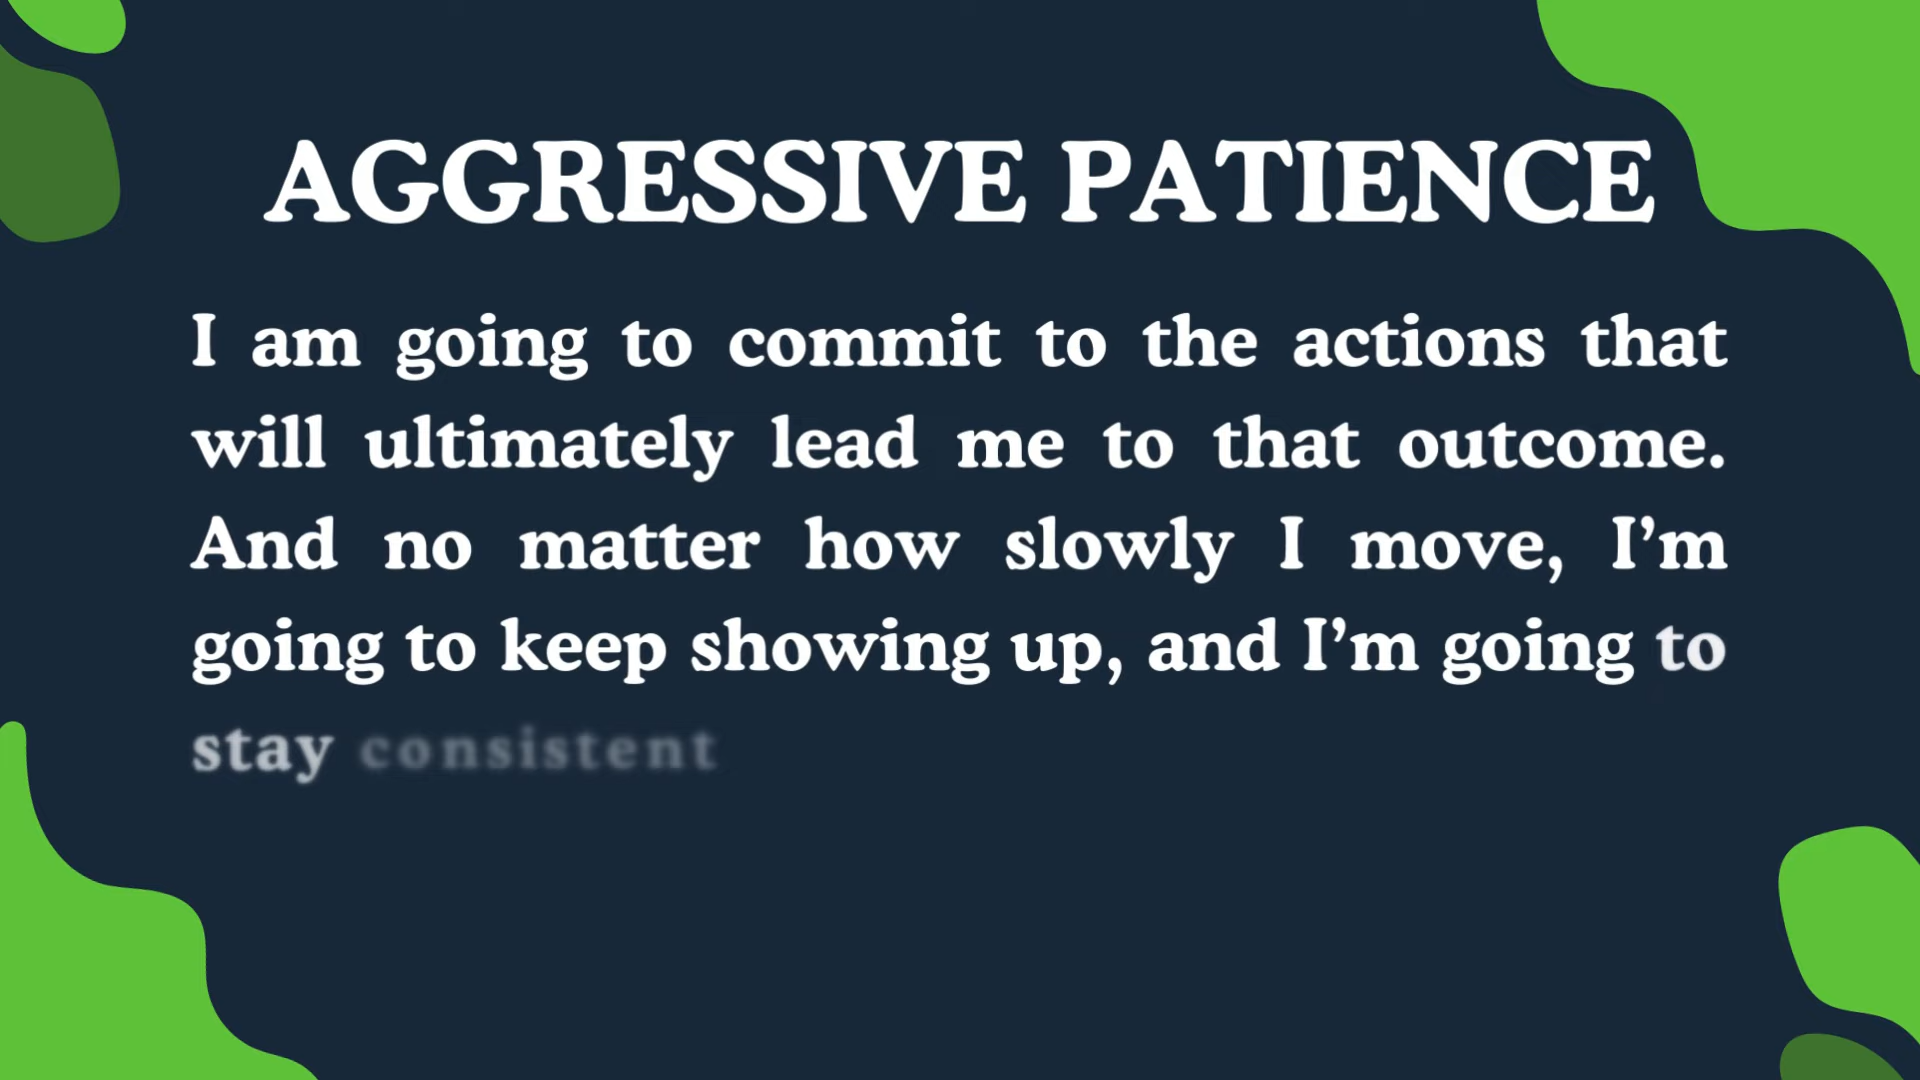 AGGRESSIVE PATIENCE
I am going to commit to the actions that
will ultimately lead me to that outcome.
And no matter how slowly I move, I’m
going to keep showing up, and I’m going to
stay consistent